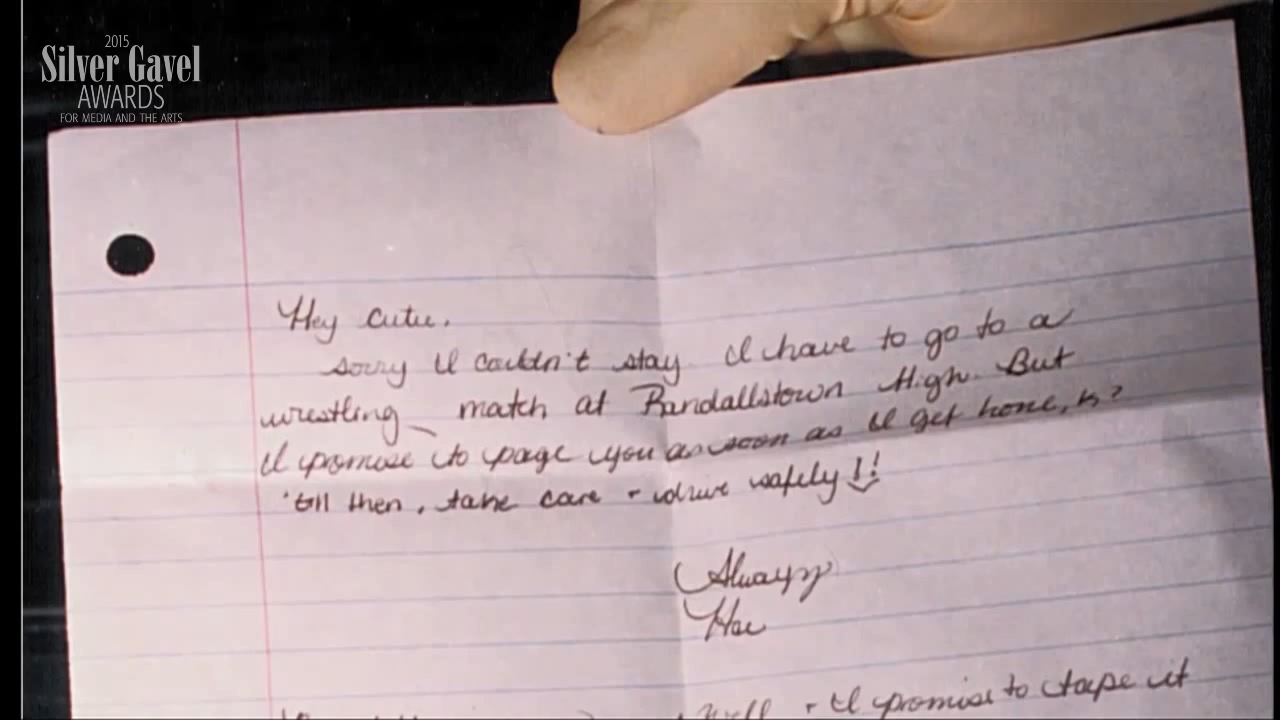 2015
Silver Gavel
AWARDS
FOR MEDIA AND THE ARTS
Hey cutie.
sorry I couldn't stay I have to go to a
wrestling match at Randallstown High. But
I promise to page you as soon as I get home, k?
'till then, take care + drive safely!!
Always
Hae
+ I promise to tape it